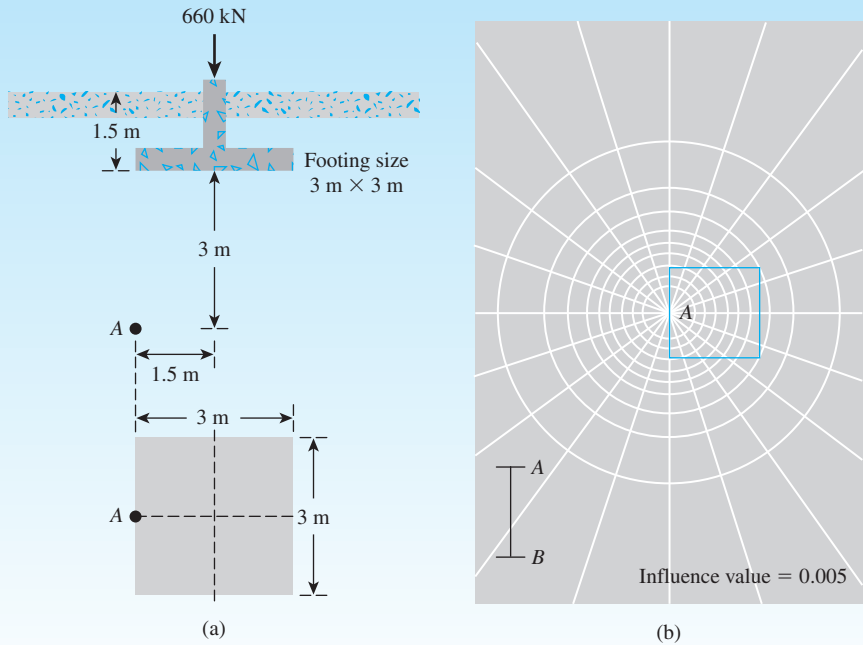 660 kN
1.5 m
Footing size
3 m × 3 m
3 m
A
1.5 m
3 m
A
3 m
(a)
A
A
B
Influence value = 0.005
(b)